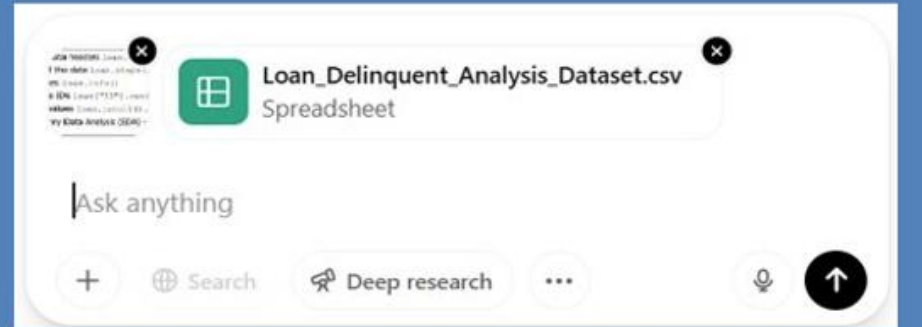 Loan_Delinquent_Analysis_Dataset.csv
Spreadsheet
Ask anything
Search
Deep research